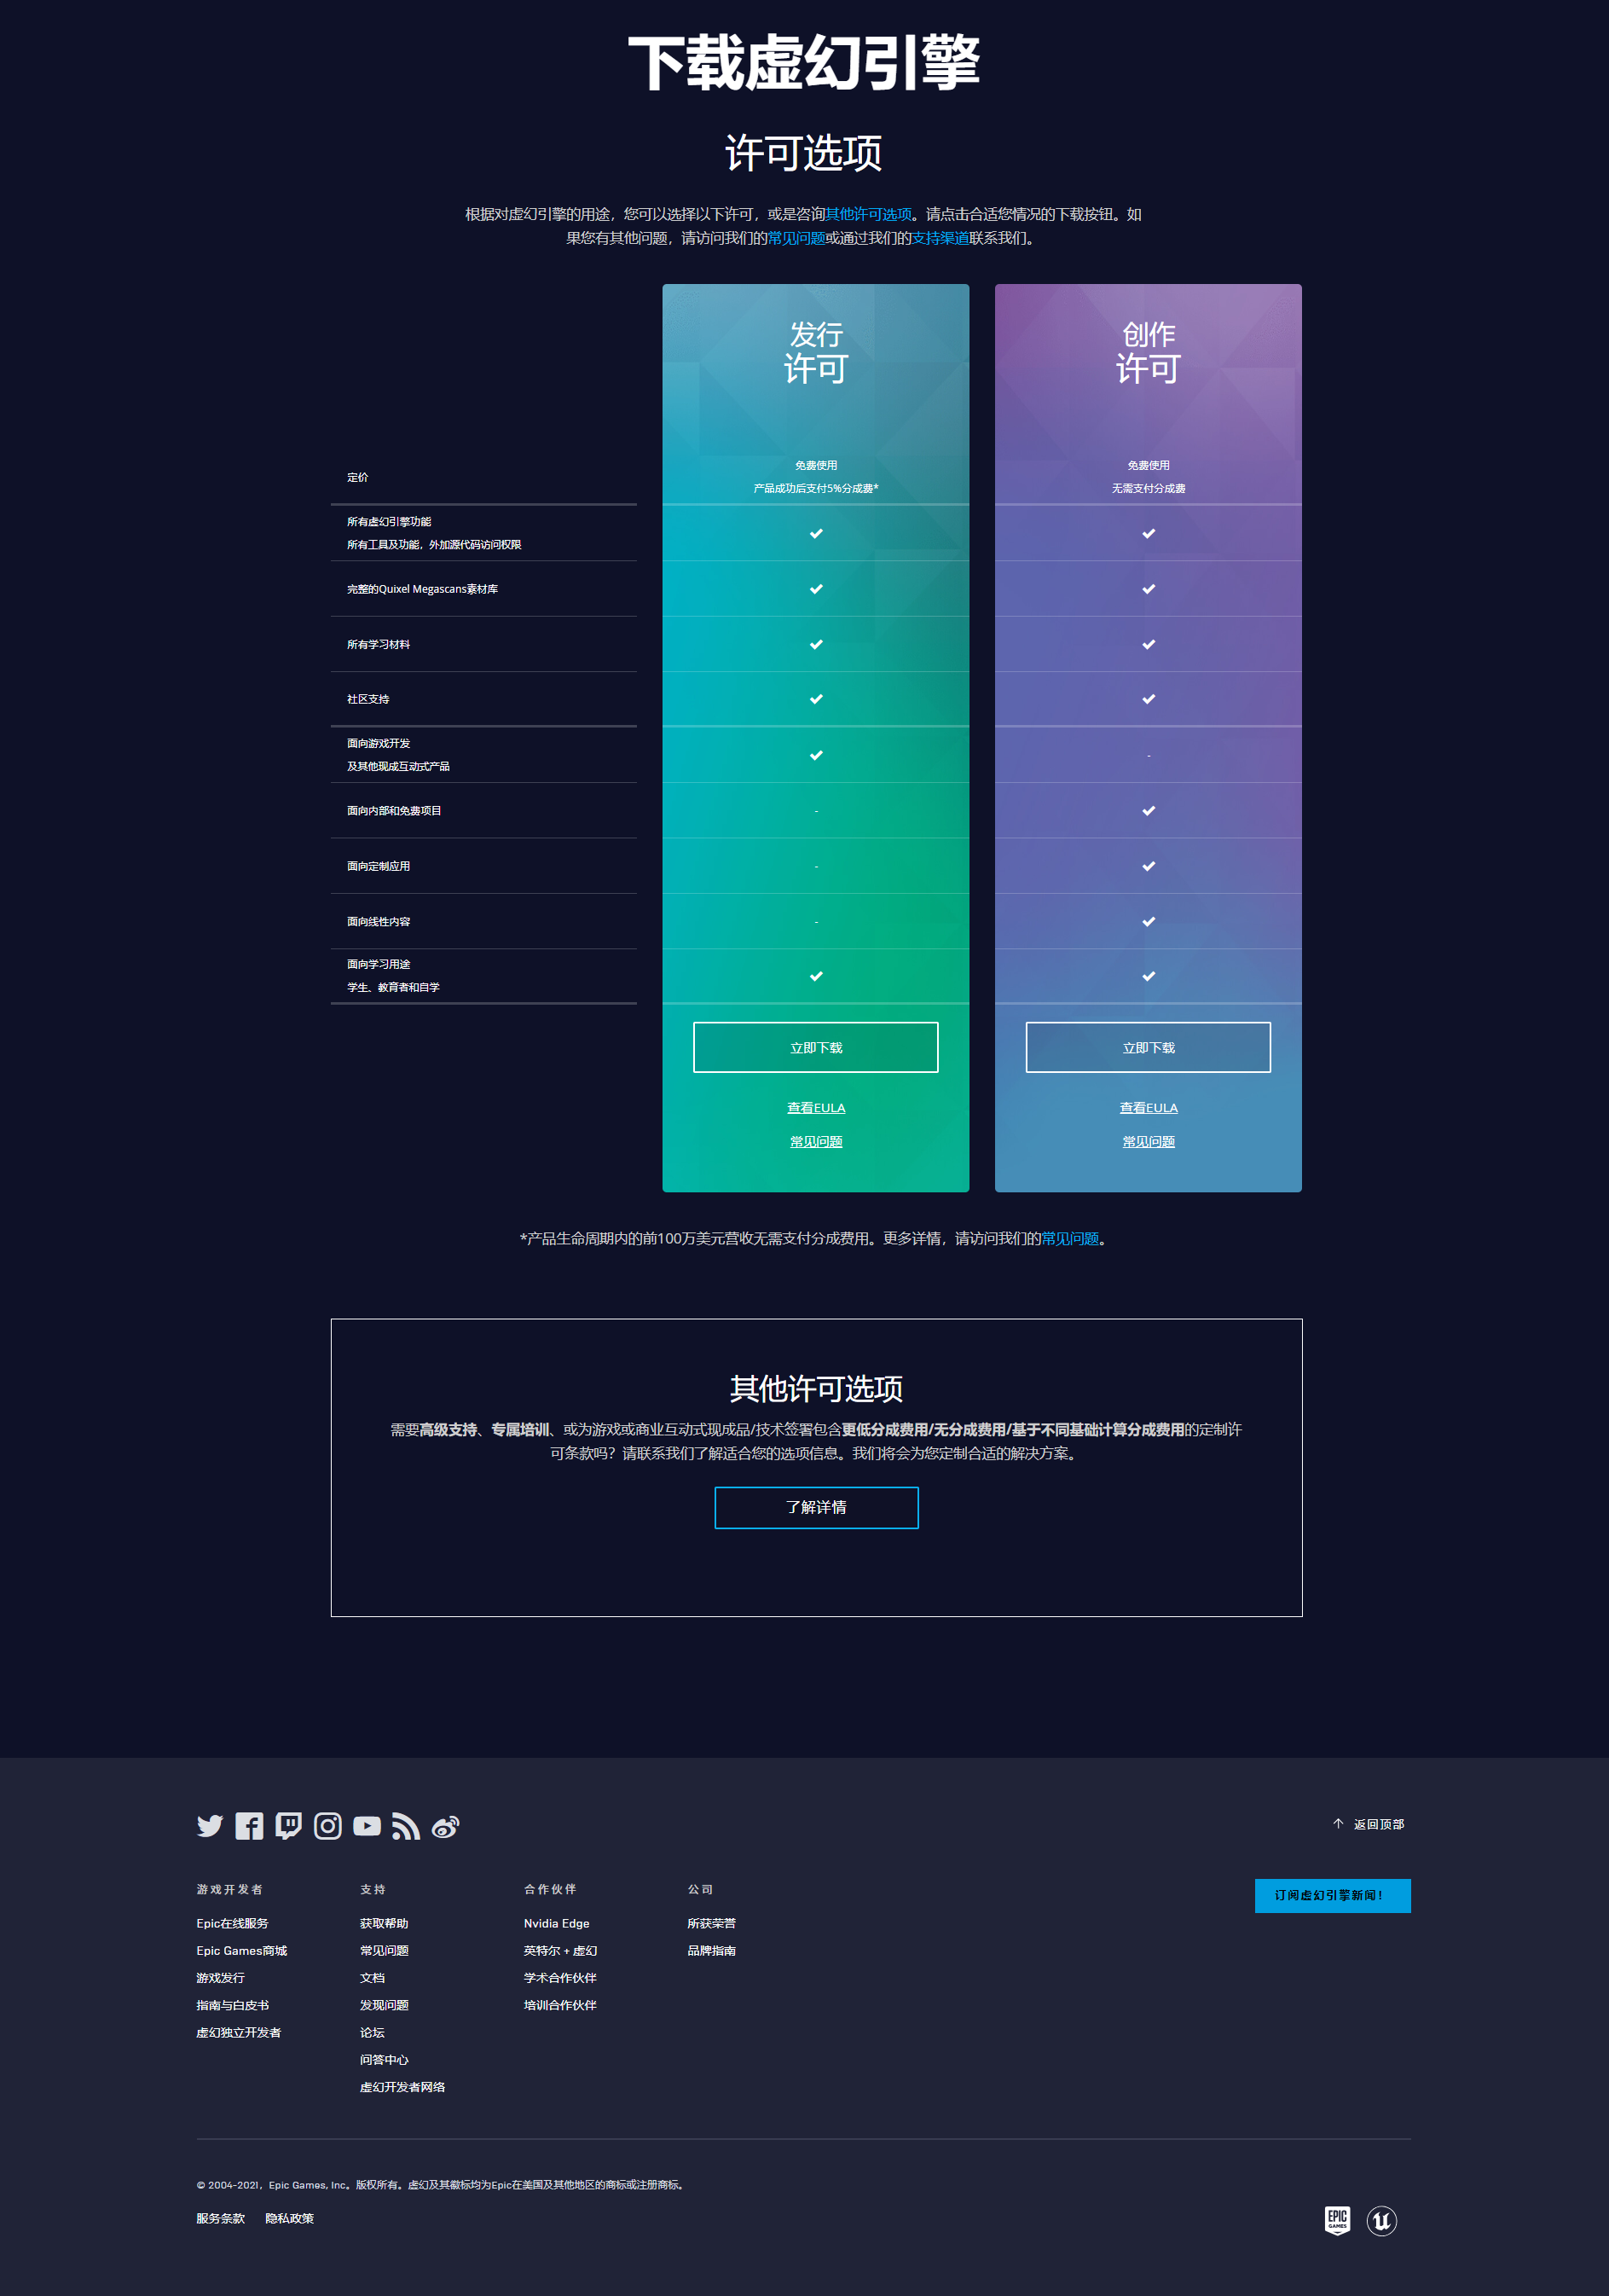 下载虚幻引擎
许可选项
根据对虚幻引擎的用途，您可以选择以下许可，或是咨询其他许可选项。请点击合适您情况的下载按钮。如
果您有其他问题，请访问我们的常见问题或通过我们的支持渠道联系我们。
发行
许可
创作
许可
定价
免费使用
产品成功后支付5%分成费*
免费使用
无需支付分成费
所有虚幻引擎功能
所有工具及功能，外加源代码访问权限
完整的Quixel Megascans素材库
所有学习材料
社区支持
面向游戏开发
及其他现成互动式产品
-
面向内部和免费项目
-
面向定制应用
-
面向线性内容
-
面向学习用途
学生、教育者和自学
立即下载
立即下载
查看EULA
查看EULA
常见问题
常见问题
*产品生命周期内的前100万美元营收无需支付分成费用。更多详情，请访问我们的常见问题。
其他许可选项
需要高级支持、专属培训、或为游戏或商业互动式现成品/技术签署包含更低分成费用/无分成费用/基于不同基础计算分成费用的定制许
可条款吗？请联系我们了解适合您的选项信息。我们将会为您定制合适的解决方案。
了解详情
返回顶部
游戏开发者
Epic在线服务
Epic Games商城
游戏发行
指南与白皮书
虚幻独立开发者
支持
获取帮助
常见问题
文档
发现问题
论坛
问答中心
虚幻开发者网络
合作伙伴
Nvidia Edge
英特尔 + 虚幻
学术合作伙伴
培训合作伙伴
公司
所获荣誉
品牌指南
订阅虚幻引擎新闻！
© 2004-2021，Epic Games, Inc。版权所有。虚幻及其徽标均为Epic在美国及其他地区的商标或注册商标。
服务条款 隐私政策
EPIC
GAMES